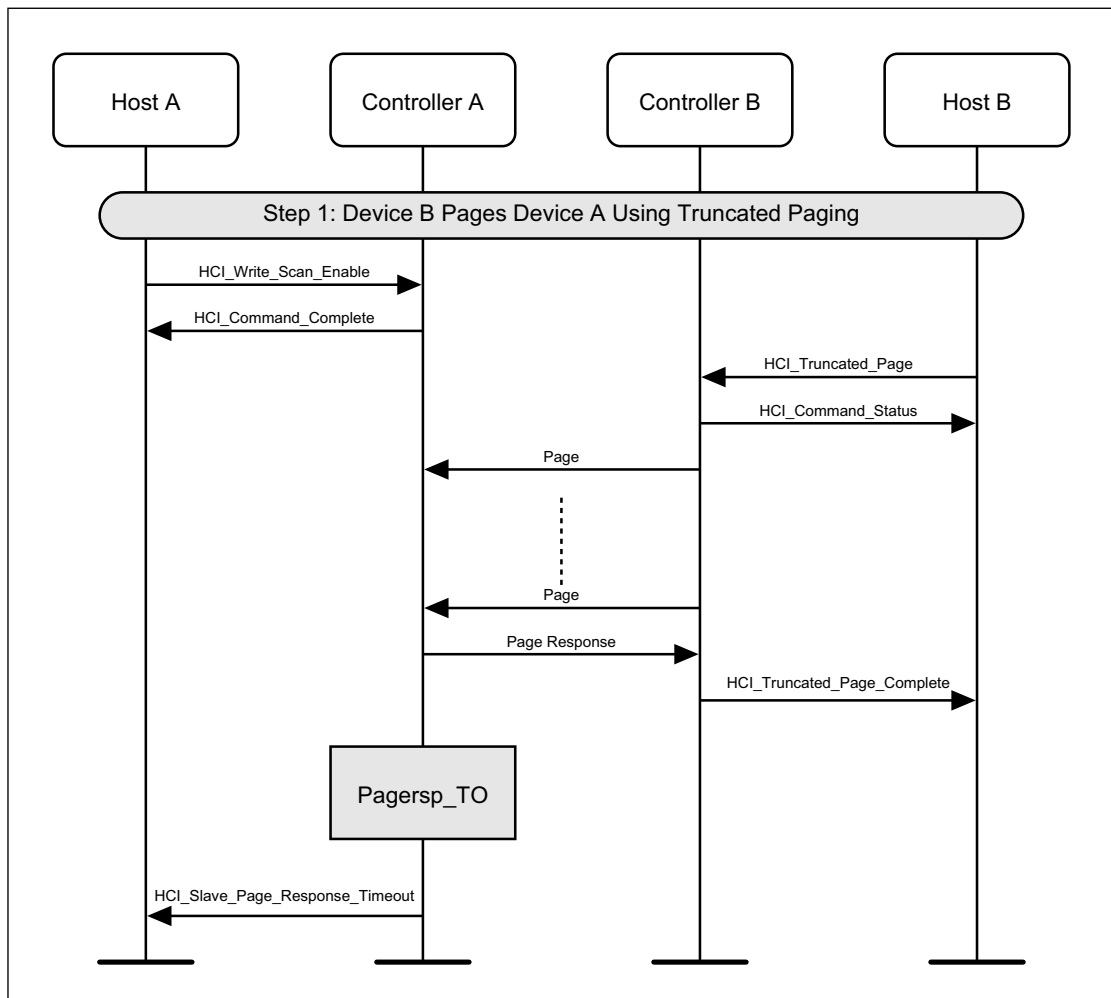 Host A
Controller A
Controller B
Host B
Step 1: Device B Pages Device A Using Truncated Paging
HCI_Write_Scan_Enable
HCI_Command_Complete
HCI_Truncated_Page
HCI_Command_Status
Page
Page
Page Response
HCI_Truncated_Page_Complete
Pagersp_TO
HCI_Slave_Page_Response_Timeout